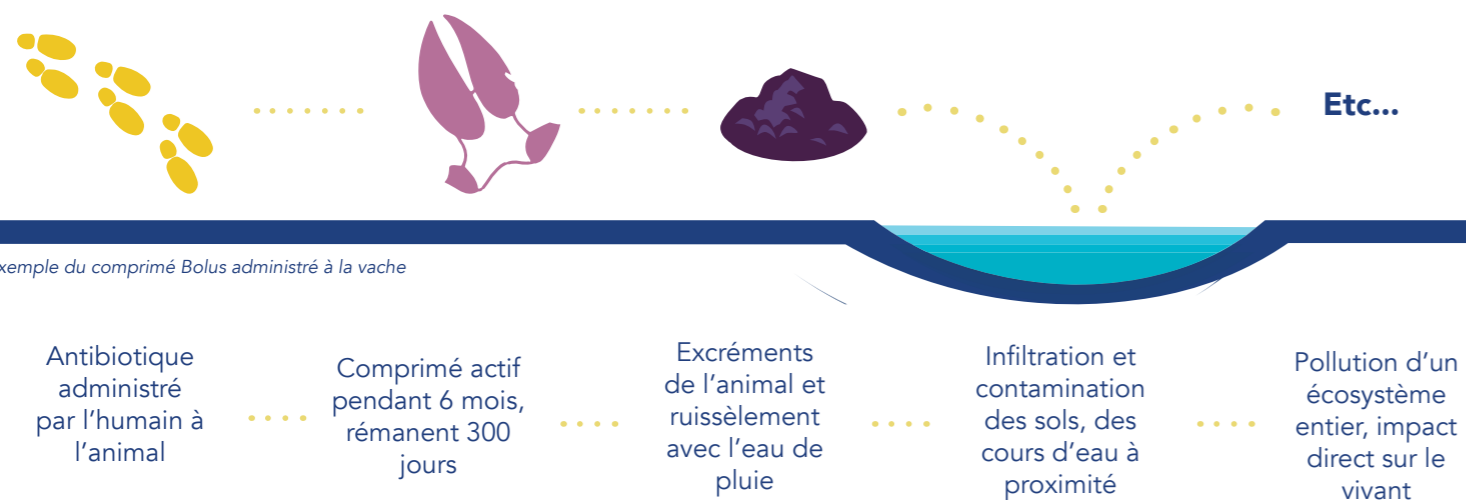 Etc...
xemple du comprimé Bolus administré à la vache
Antibiotique
administré
par l'humain à
l'animal
Comprimé actif
pendant 6 mois,
rémanent 300
jours
Excréments
de l'animal et
ruissèlement
avec l'eau de
pluie
Infiltration et
contamination
des sols, des
cours d'eau à
proximité
Pollution d'un
écosystème
entier, impact
direct sur le
vivant